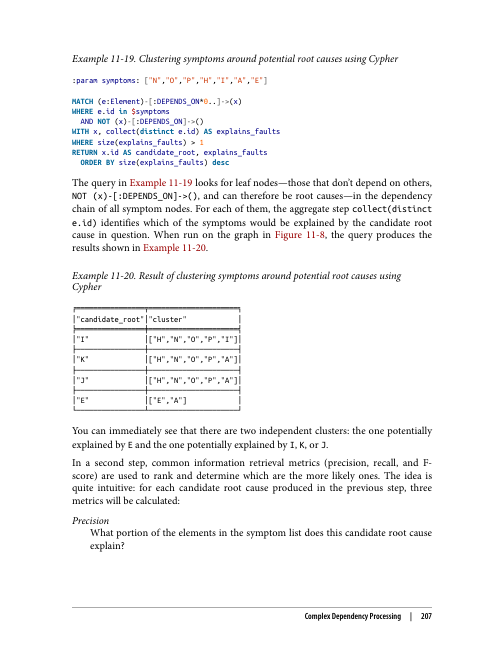 Example 11-19. Clustering symptoms around potential root causes using Cypher
:param symptoms: ["N","O","P","H","I","A","E"]
MATCH (e:Element)-[:DEPENDS_ON*0..]->(x)
WHERE e.id in $symptoms
AND NOT (x)-[:DEPENDS_ON]->()
WITH x, collect(distinct e.id) AS explains_faults
WHERE size(explains_faults) > 1
RETURN x.id AS candidate_root, explains_faults
ORDER BY size(explains_faults) desc
The query in Example 11-19 looks for leaf nodes—those that don't depend on others,
NOT (x)-[:DEPENDS_ON]->(), and can therefore be root causes—in the dependency
chain of all symptom nodes. For each of them, the aggregate step collect(distinct
e.id) identifies which of the symptoms would be explained by the candidate root
cause in question. When run on the graph in Figure 11-8, the query produces the
results shown in Example 11-20.
Example 11-20. Result of clustering symptoms around potential root causes using
Cypher
"candidate_root" "cluster"
"I" ["H","N","O","P","I"]
"K" ["H","N","O","P","A"]
"J" ["H","N","O","P","A"]
"E" ["E","A"]
You can immediately see that there are two independent clusters: the one potentially
explained by E and the one potentially explained by I, K, or J.
In a second step, common information retrieval metrics (precision, recall, and F-
score) are used to rank and determine which are the more likely ones. The idea is
quite intuitive: for each candidate root cause produced in the previous step, three
metrics will be calculated:
Precision
What portion of the elements in the symptom list does this candidate root cause
explain?
Complex Dependency Processing | 207